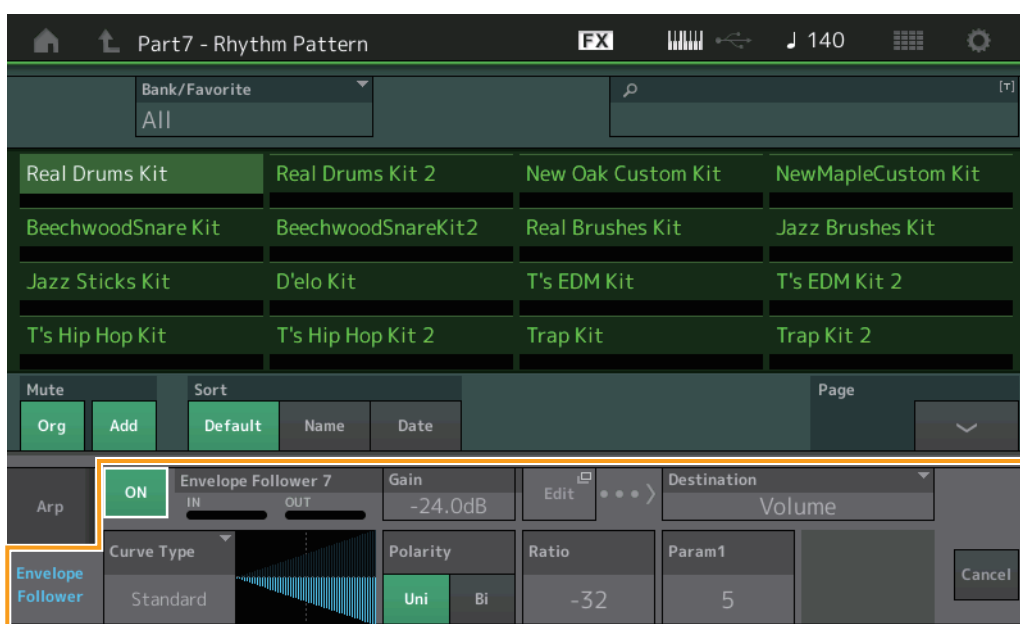 Part7 - Rhythm Pattern FX ♩ 140
Bank/Favorite [T]
All
Real Drums Kit Real Drums Kit 2 New Oak Custom Kit NewMapleCustom Kit
BeechwoodSnare Kit BeechwoodSnareKit2 Real Brushes Kit Jazz Brushes Kit
Jazz Sticks Kit D'elo Kit T's EDM Kit T's EDM Kit 2
T's Hip Hop Kit T's Hip Hop Kit 2 Trap Kit Trap Kit 2
Mute Sort Page
Org Add Default Name Date
Arp ON Envelope Follower 7 Gain Edit Destination
IN OUT -24.0dB Volume
Envelope Follower Curve Type Polarity Ratio Param1 Cancel
Standard Uni Bi -32 5